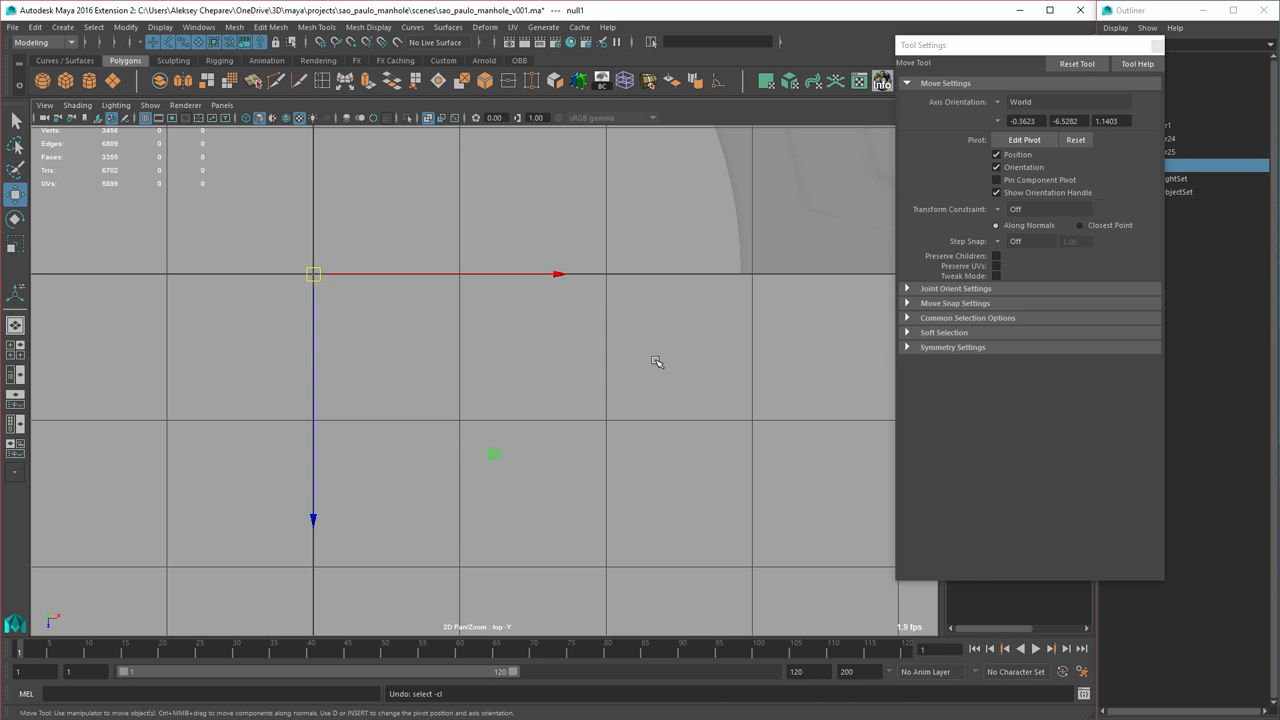 Autodesk Maya 2016 Extension 2: C:\Users\Aleksey Cheparev\OneDrive\3D\maya\projects\sao_paulo_manhole\scenes\sao_paulo_manhole_v001.ma* --- null1
Outliner
File Edit Create Select Modify Display Windows Mesh Edit Mesh Mesh Tools Mesh Display Curves Surfaces Deform UV Generate Cache Help
Display Show Help
Modeling
No Live Surface
Tool Settings
Curves / Surfaces Polygons Sculpting Rigging Animation Rendering FX FX Caching Custom Arnold OBB
Move Tool Reset Tool Tool Help
BC
info
Move Settings
View Shading Lighting Show Renderer Panels
Axis Orientation: World
0.00 1.00 sRGB gamma
-0.3623 -6.5282 1.1403
Verts: 3456 0 0
Edges: 6809 0 0
Faces: 3355 0 0
Tris: 6702 0 0
UVs: 5899 0 0
Pivot: Edit Pivot Reset
Position
Orientation
Pin Component Pivot
Show Orientation Handle
Transform Constraint: Off
Along Normals Closest Point
Step Snap: Off 1.00
Preserve Children:
Preserve UVs:
Tweak Mode:
Joint Orient Settings
Move Snap Settings
Common Selection Options
Soft Selection
Symmetry Settings
r1
r24
r25
ghtSet
bjectSet
2D Pan/Zoom : top -Y
1.9 fps
5 10 15 20 25 30 35 40 45 50 55 60 65 70 75 80 85 90 95 100 105 110 115 120
1
1
1 1 1 120 120 200 No Anim Layer No Character Set
MEL Undo: select -cl
Move Tool: Use manipulator to move object(s). Ctrl+MMB+drag to move components along normals. Use D or INSERT to change the pivot position and axis orientation.